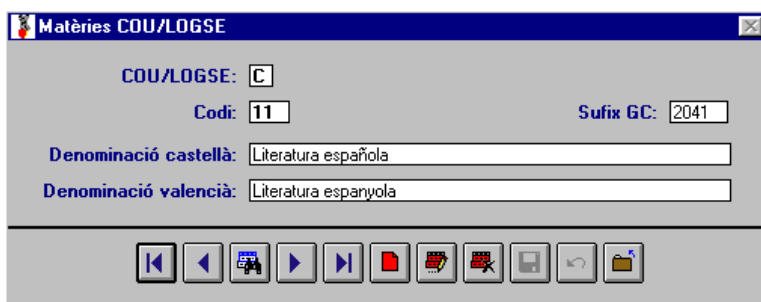 Matèries COU/LOGSE
COU/LOGSE: C
Codi: 11 Sufix GC: 2041
Denominació castellà: Literatura española
Denominació valencià: Literatura espanyola